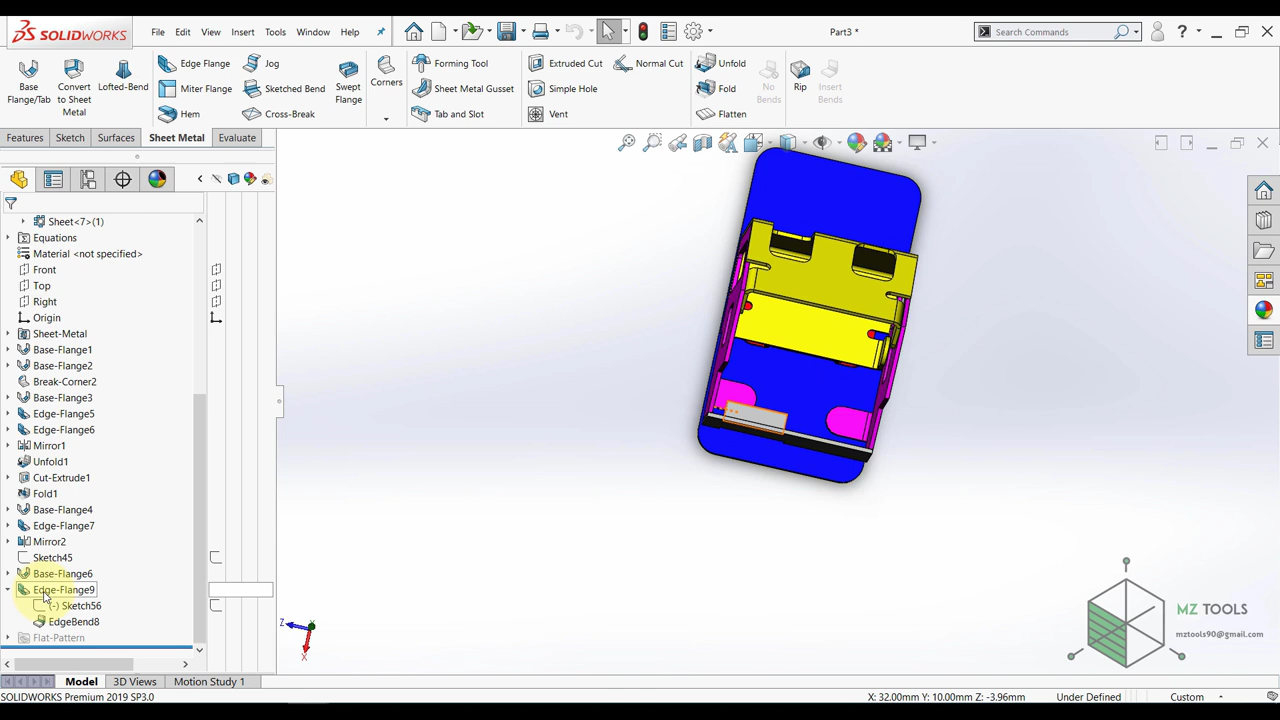 SOLIDWORKS File Edit View Insert Tools Window Help Part3 * Search Commands
Base Flange/Tab Convert to Sheet Metal Lofted-Bend Edge Flange Miter Flange Hem Jog Sketched Bend Cross-Break Swept Flange Corners Forming Tool Sheet Metal Gusset Tab and Slot Extruded Cut Simple Hole Vent Normal Cut Unfold Fold Flatten No Bends Rip Insert Bends
Features Sketch Surfaces Sheet Metal Evaluate
Sheet<7>(1)
Equations
Material <not specified>
Front
Top
Right
Origin
Sheet-Metal
Base-Flange1
Base-Flange2
Break-Corner2
Base-Flange3
Edge-Flange5
Edge-Flange6
Mirror1
Unfold1
Cut-Extrude1
Fold1
Base-Flange4
Edge-Flange7
Mirror2
Sketch45
Base-Flange6
Edge-Flange9
(-) Sketch56
EdgeBend8
Flat-Pattern
Z X
MZ TOOLS
mztools90@gmail.com
Model 3D Views Motion Study 1
SOLIDWORKS Premium 2019 SP3.0 X: 32.00mm Y: 10.00mm Z: -3.96mm Under Defined Custom